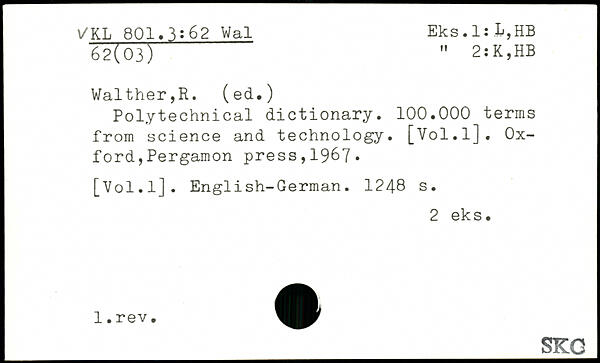 √KL 801.3:62 Wal Eks.1: L,HB
62(03) " 2:K,HB
Walther,R. (ed.)
Polytechnical dictionary. 100.000 terms
from science and technology. [Vol.1]. Ox-
ford,Pergamon press,1967.
[Vol.1]. English-German. 1248 s.
2 eks.
1.rev.
SKC